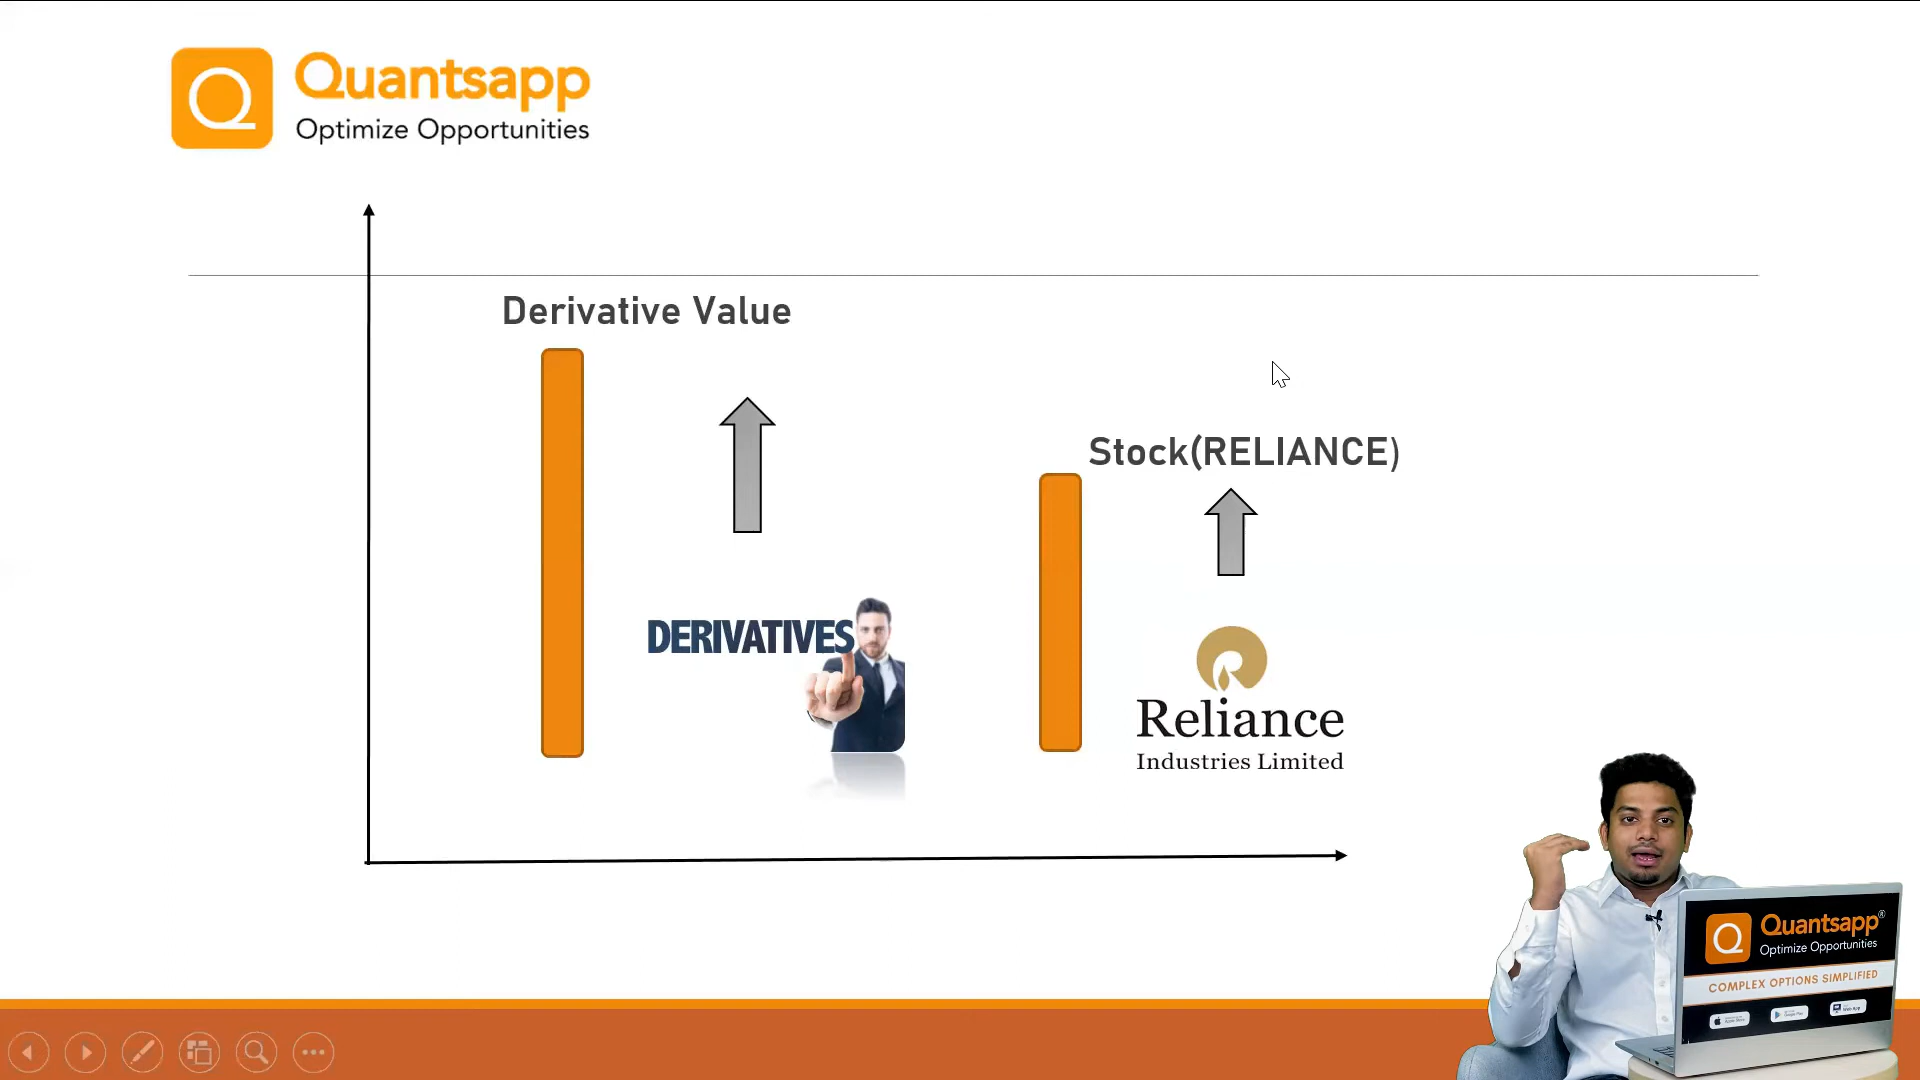 Quantsapp
Optimize Opportunities
Derivative Value
Stock(RELIANCE)
DERIVATIVES
Reliance
Industries Limited
Quantsapp®
Optimize Opportunities
COMPLEX OPTIONS SIMPLIFIED